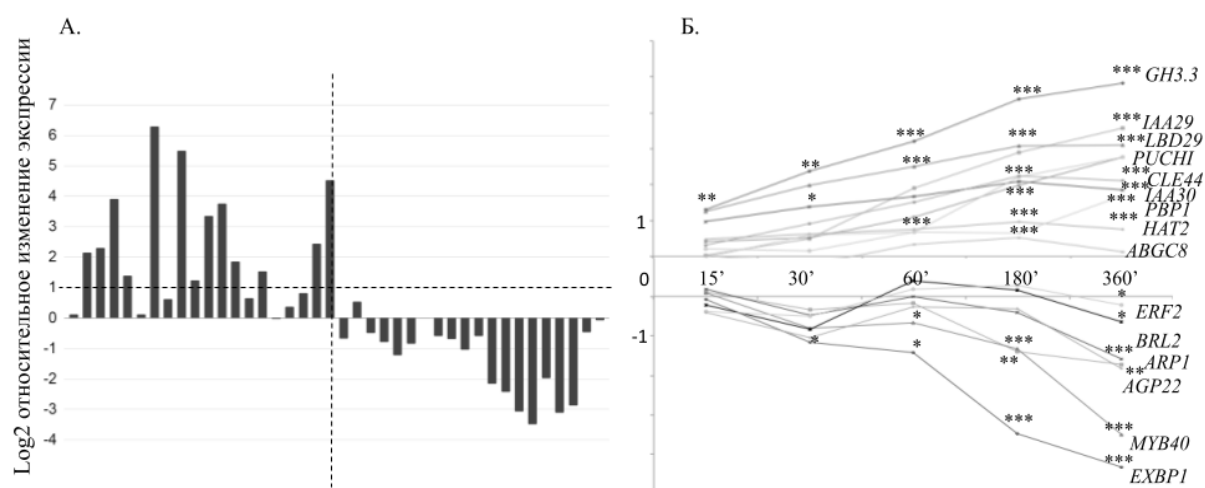 А.
Log2 относительное изменение экспрессии
7
6
5
4
3
2
1
0
-1
-2
-3
-4
Б.
1
0
-1
15’
30’
60’
180’
360’
** ** *** *** *** GH3.3
*** IAA29
* *** *** *** LBD29
PUCHI
*** *** CLE44
*** *** IAA30
*** PBP1
*** *** *** HAT2
*** ABGC8
* ERF2
* * BRL2
* * *** *** ARP1
** ** AGP22
*** *** MYB40
*** EXBP1